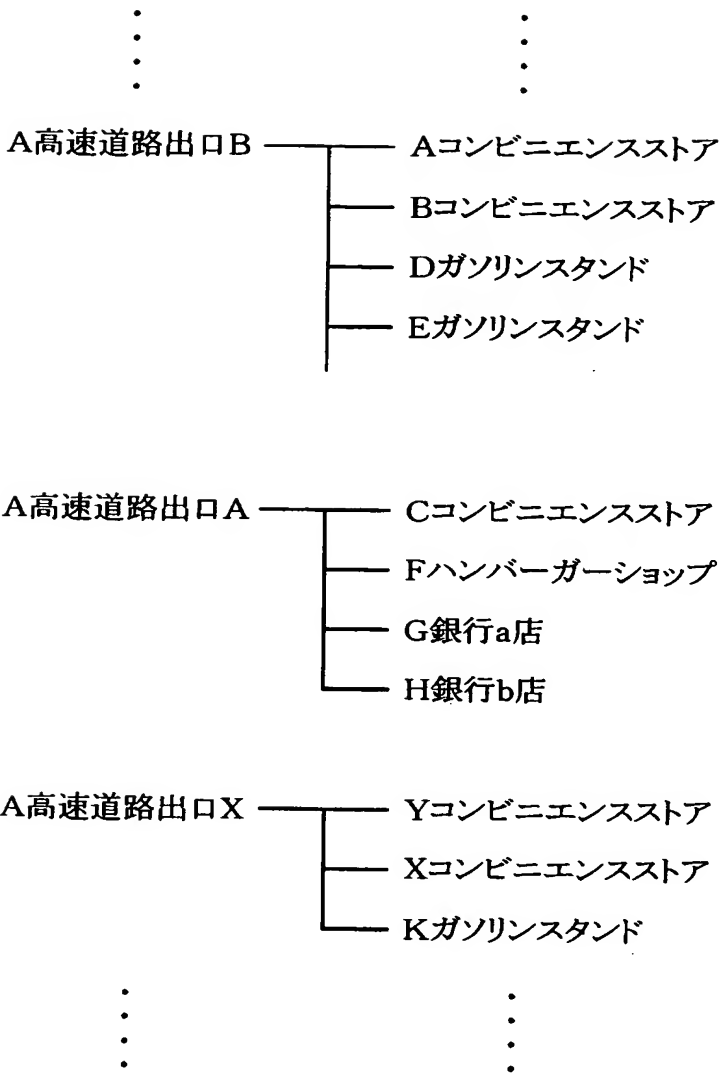 A高速道路出口B Aコンビニエンスストア
Bコンビニエンスストア
Dガソリンスタンド
Eガソリンスタンド
A高速道路出口A Cコンビニエンスストア
Fハンバーガーショップ
G銀行a店
H銀行b店
A高速道路出口X Yコンビニエンスストア
Xコンビニエンスストア
Kガソリンスタンド